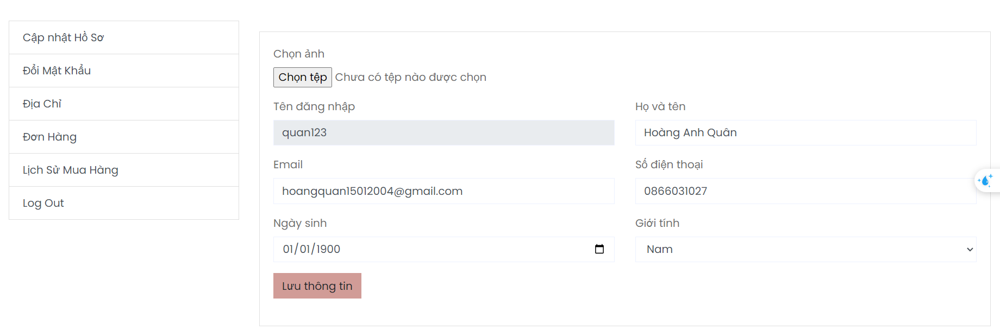 Cập nhật Hồ Sơ
Đổi Mật Khẩu
Địa Chỉ
Đơn Hàng
Lịch Sử Mua Hàng
Log Out
Chọn ảnh
Chọn tệp Chưa có tệp nào được chọn
Tên đăng nhập
quan123
Họ và tên
Hoàng Anh Quân
Email
hoangquan15012004@gmail.com
Số điện thoại
0866031027
Ngày sinh
01/01/1900
Giới tính
Nam
Lưu thông tin